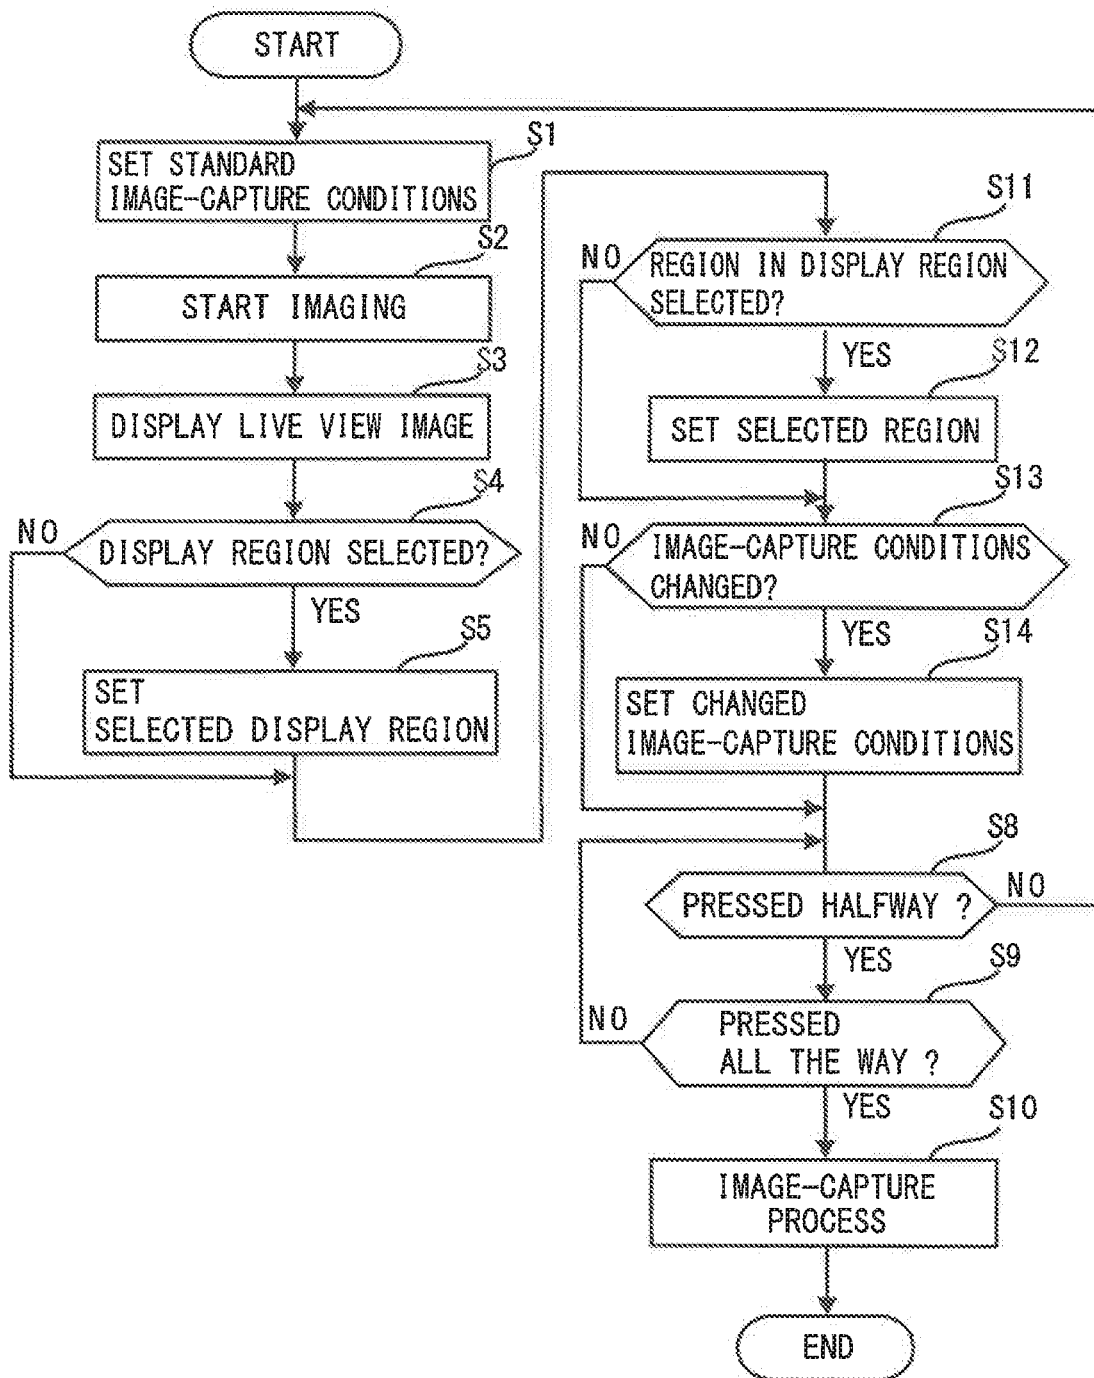 START
S1
SET STANDARD
IMAGE-CAPTURE CONDITIONS
S2
START IMAGING
S3
DISPLAY LIVE VIEW IMAGE
S4
NO
DISPLAY REGION SELECTED?
YES
S5
SET
SELECTED DISPLAY REGION
S11
NO
REGION IN DISPLAY REGION
SELECTED?
YES
S12
SET SELECTED REGION
S13
NO
IMAGE-CAPTURE CONDITIONS
CHANGED?
YES
S14
SET CHANGED
IMAGE-CAPTURE CONDITIONS
S8
PRESSED HALFWAY ?
NO
YES
S9
NO
PRESSED
ALL THE WAY ?
YES
S10
IMAGE-CAPTURE
PROCESS
END